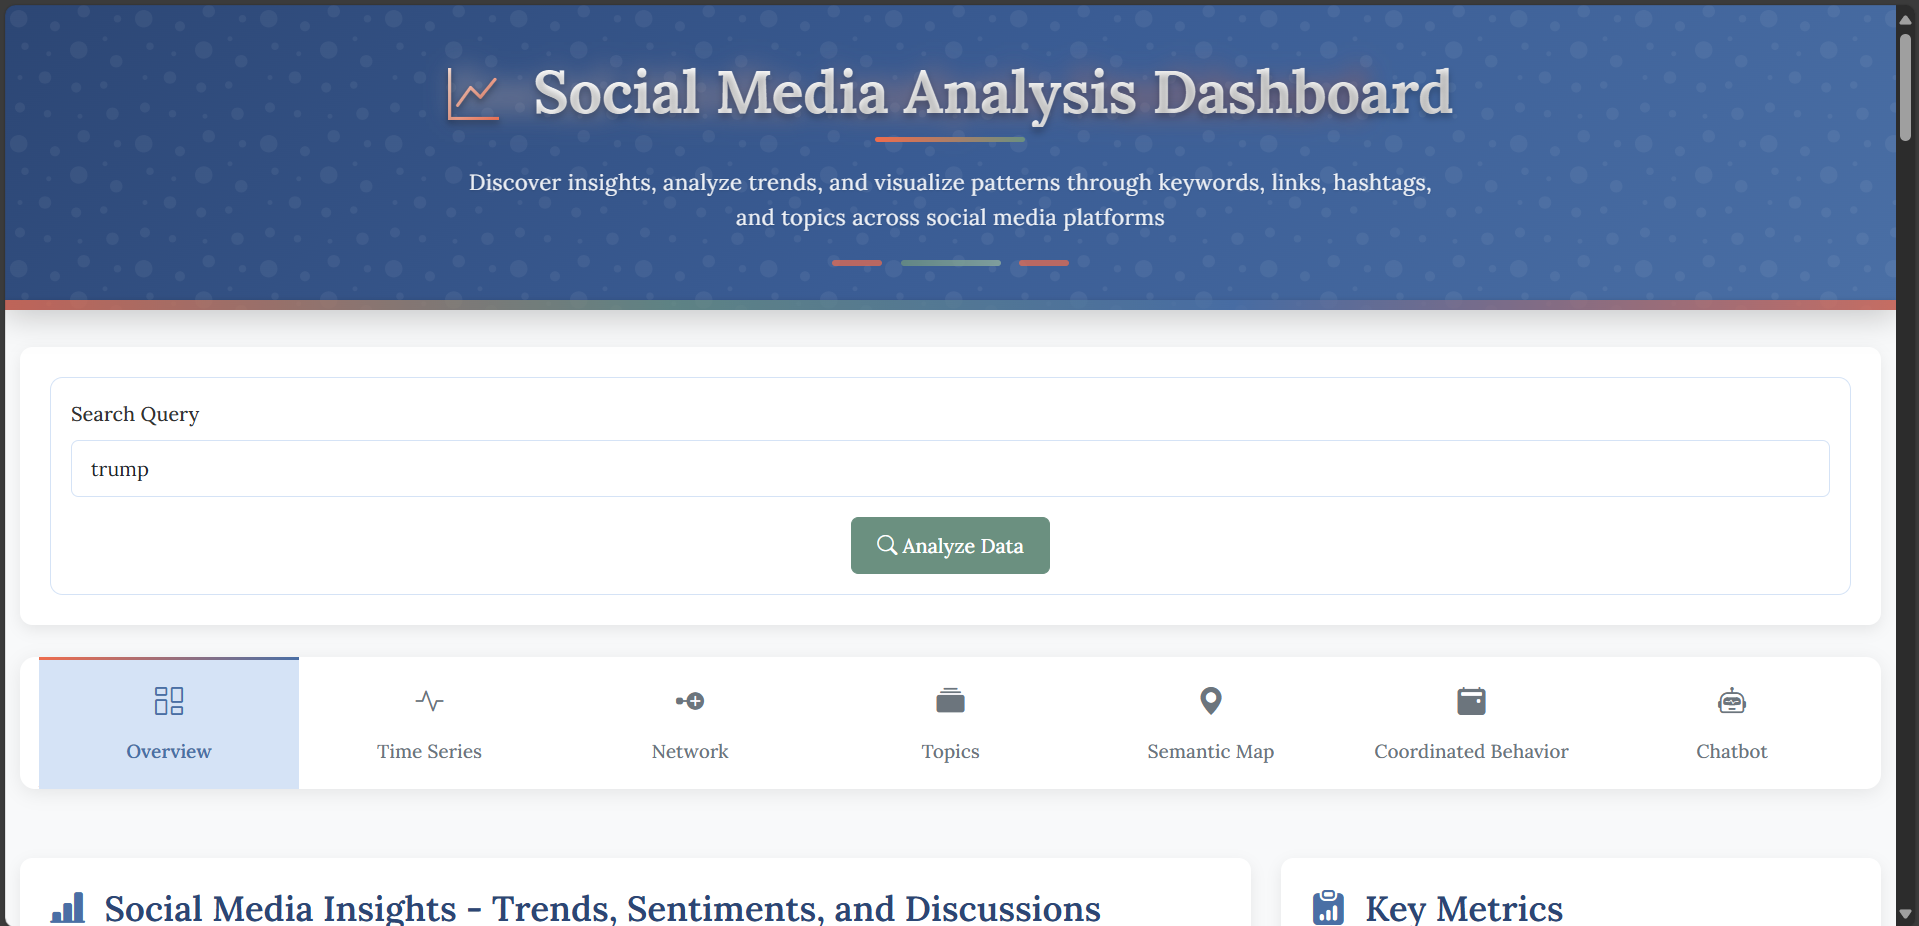 Social Media Analysis Dashboard
Discover insights, analyze trends, and visualize patterns through keywords, links, hashtags,
and topics across social media platforms
Search Query
trump
Analyze Data
Overview
Time Series
Network
Topics
Semantic Map
Coordinated Behavior
Chatbot
Social Media Insights - Trends, Sentiments, and Discussions
Key Metrics